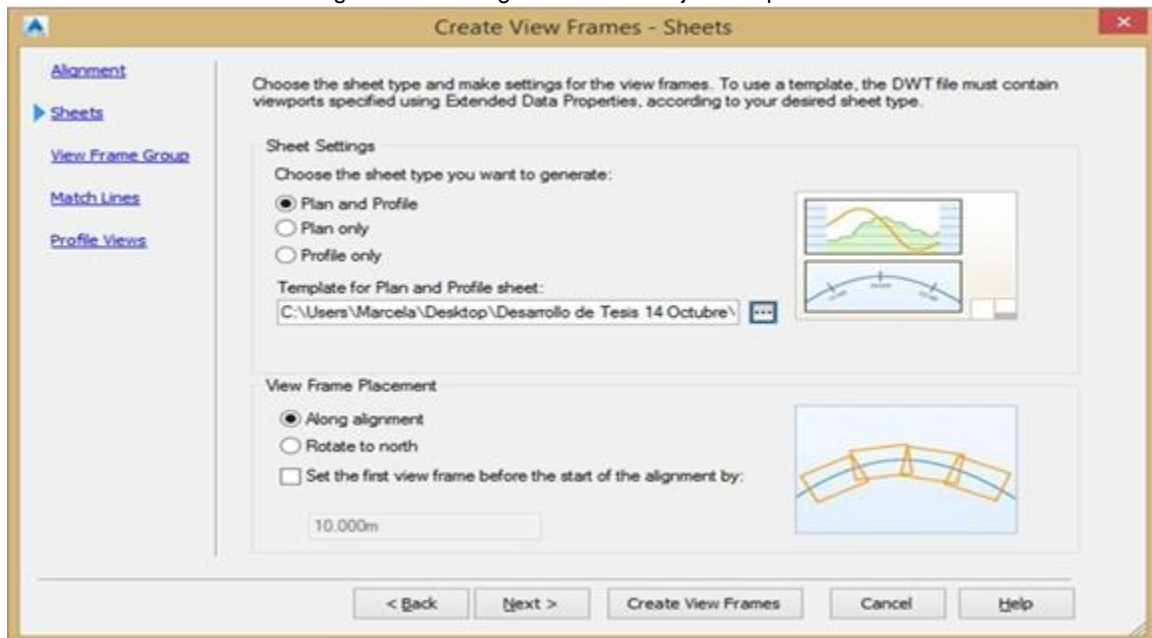 Create View Frames - Sheets
Alignment
Sheets
View Frame Group
Match Lines
Profile Views
Choose the sheet type and make settings for the view frames. To use a template, the DWT file must contain
viewports specified using Extended Data Properties, according to your desired sheet type.
Sheet Settings
Choose the sheet type you want to generate:
Plan and Profile
Plan only
Profile only
Template for Plan and Profile sheet:
C:\Users\Marcela\Desktop\Desarrollo de Tesis 14 Octubre\
View Frame Placement
Along alignment
Rotate to north
Set the first view frame before the start of the alignment by:
10.000m
< Back
Next >
Create View Frames
Cancel
Help